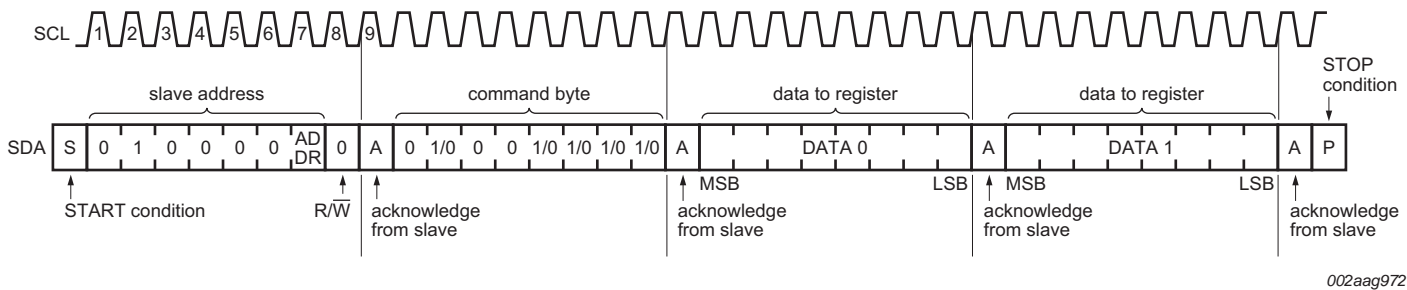 SCL 1 2 3 4 5 6 7 8 9
STOP
condition
slave address command byte data to register data to register
SDA S 0 1 0 0 0 0 AD DR 0 A 0 1/0 0 0 1/0 1/0 1/0 1/0 A DATA 0 A DATA 1 A P
MSB LSB MSB LSB
START condition R/W̅ acknowledge acknowledge acknowledge acknowledge
from slave from slave from slave from slave
002aag972